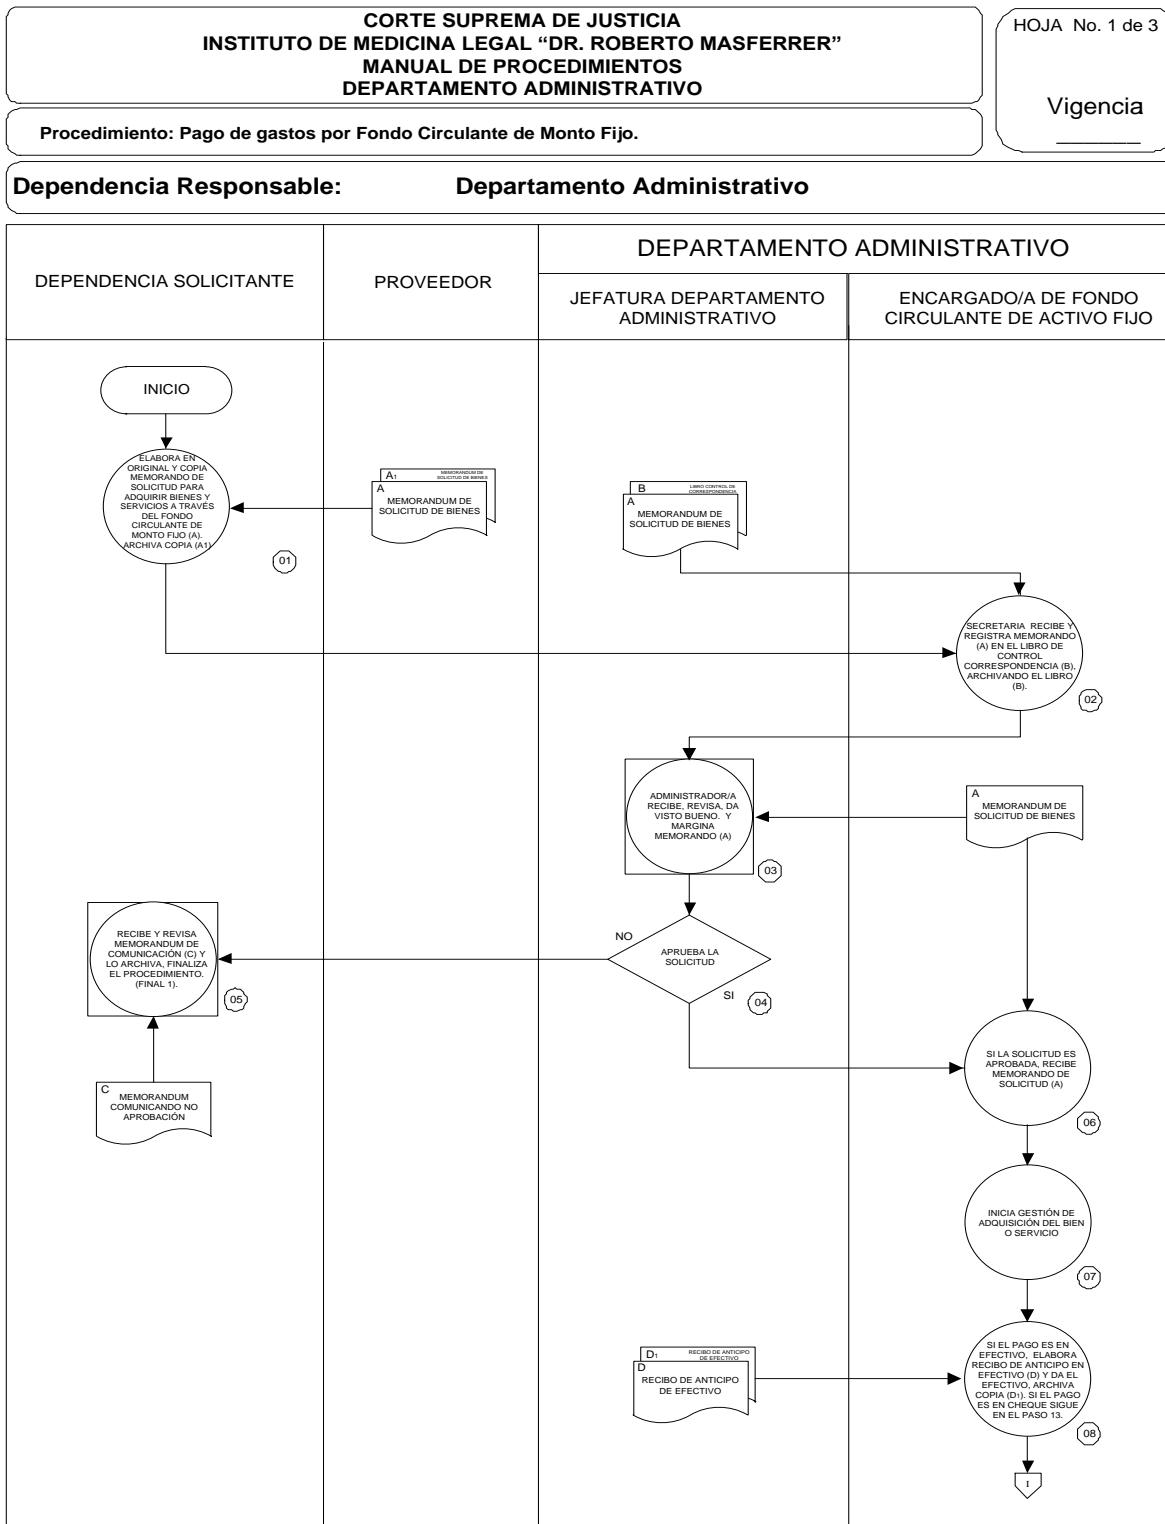 CORTE SUPREMA DE JUSTICIA
INSTITUTO DE MEDICINA LEGAL “DR. ROBERTO MASFERRER”
MANUAL DE PROCEDIMIENTOS
DEPARTAMENTO ADMINISTRATIVO
HOJA No. 1 de 3
Vigencia
Procedimiento: Pago de gastos por Fondo Circulante de Monto Fijo.
Dependencia Responsable: Departamento Administrativo
DEPENDENCIA SOLICITANTE
PROVEEDOR
DEPARTAMENTO ADMINISTRATIVO
JEFATURA DEPARTAMENTO
ADMINISTRATIVO
ENCARGADO/A DE FONDO
CIRCULANTE DE ACTIVO FIJO
INICIO
ELABORA EN
ORIGINAL Y COPIA
MEMORANDO DE
SOLICITUD PARA
ADQUIRIR BIENES Y
SERVICIOS A TRAVÉS
DEL FONDO
CIRCULANTE DE
MONTO FIJO (A).
ARCHIVA COPIA (A1)
01
A1
MEMORANDUM DE
SOLICITUD DE BIENES
A
MEMORANDUM DE
SOLICITUD DE BIENES
B
LIBRO CONTROL DE
CORRESPONDENCIA
A
MEMORANDUM DE
SOLICITUD DE BIENES
SECRETARIA RECIBE Y
REGISTRA MEMORANDO
(A) EN EL LIBRO DE
CONTROL
CORRESPONDENCIA (B),
ARCHIVANDO EL LIBRO
(B).
02
ADMINISTRADOR/A
RECIBE, REVISA, DA
VISTO BUENO. Y
MARGINA
MEMORANDO (A)
03
A
MEMORANDUM DE
SOLICITUD DE BIENES
NO
APRUEBA LA
SOLICITUD
SI
04
RECIBE Y REVISA
MEMORANDUM DE
COMUNICACIÓN (C) Y
LO ARCHIVA, FINALIZA
EL PROCEDIMIENTO.
(FINAL 1).
05
C
MEMORANDUM
COMUNICANDO NO
APROBACIÓN
SI LA SOLICITUD ES
APROBADA, RECIBE
MEMORANDO DE
SOLICITUD (A)
06
INICIA GESTIÓN DE
ADQUISICIÓN DEL BIEN
O SERVICIO
07
D1
RECIBO DE ANTICIPO
DE EFECTIVO
D
RECIBO DE ANTICIPO
DE EFECTIVO
SI EL PAGO ES EN
EFECTIVO, ELABORA
RECIBO DE ANTICIPO EN
EFECTIVO (D) Y DA EL
EFECTIVO, ARCHIVA
COPIA (D1). SI EL PAGO
ES EN CHEQUE SIGUE
EN EL PASO 13.
08
I